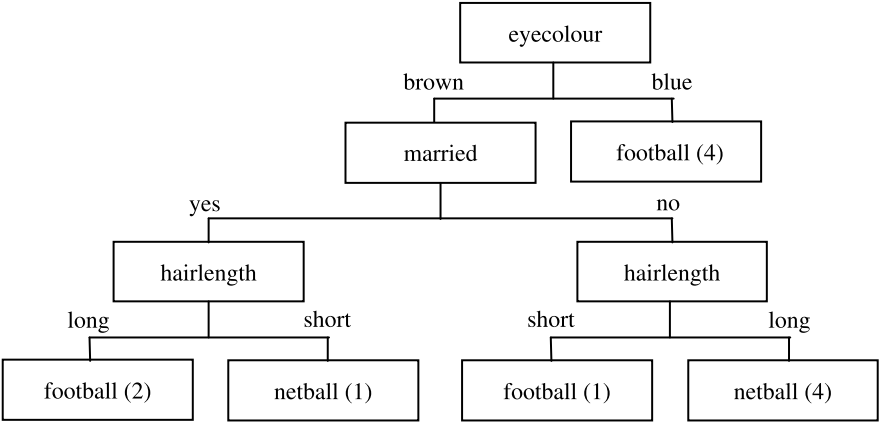 eyecolour
brown
blue
married
football (4)
yes
no
hairlength
hairlength
long
short
short
long
football (2)
netball (1)
football (1)
netball (4)